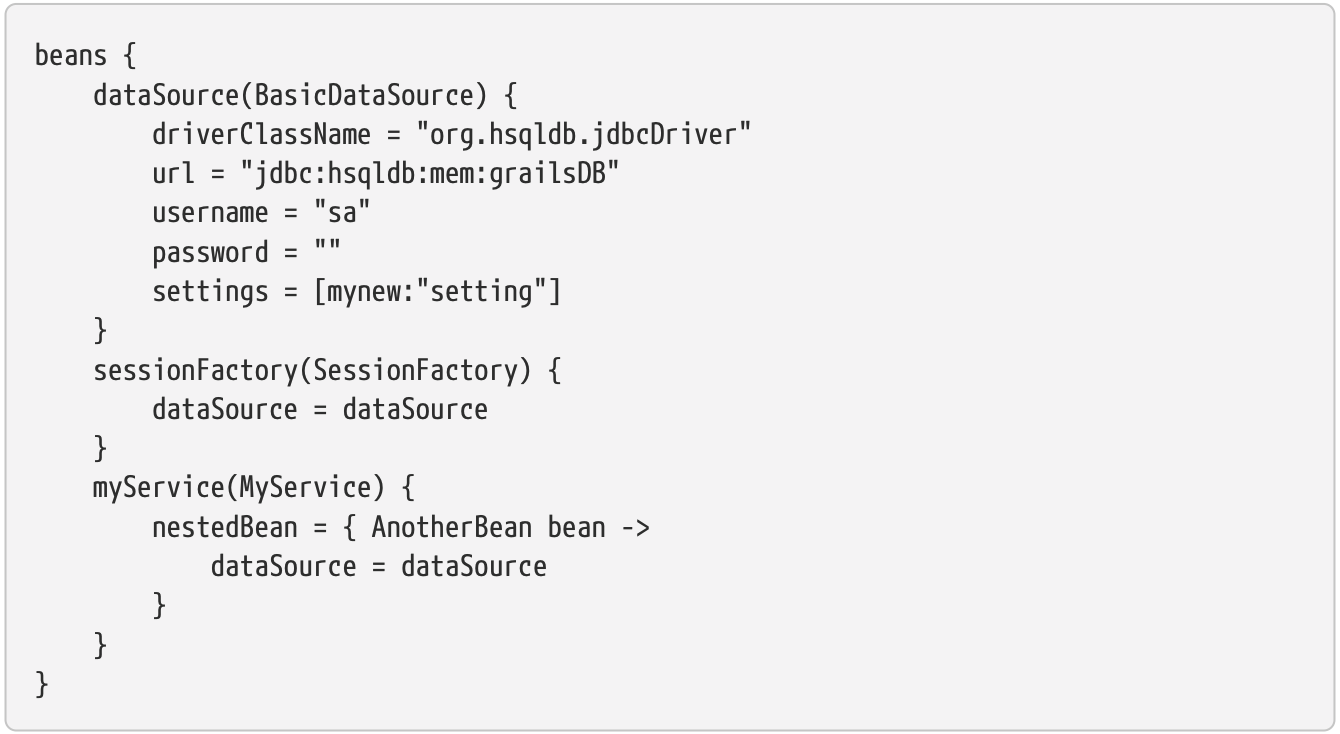 beans {
    dataSource(BasicDataSource) {
        driverClassName = "org.hsqldb.jdbcDriver"
        url = "jdbc:hsqldb:mem:grailsDB"
        username = "sa"
        password = ""
        settings = [mynew:"setting"]
    }
    sessionFactory(SessionFactory) {
        dataSource = dataSource
    }
    myService(MyService) {
        nestedBean = { AnotherBean bean ->
            dataSource = dataSource
        }
    }
}